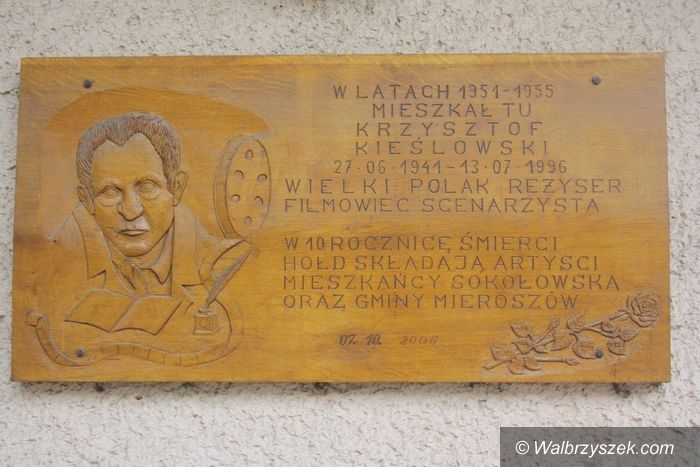 W LATACH 1951-1955
MIESZKAŁ TU
KRZYSZTOF
KIEŚLOWSKI
27·06·1941-13·07·1996
WIELKI POLAK REŻYSER
FILMOWIEC SCENARZYSTA
W 10 ROCZNICĘ ŚMIERCI
HOŁD SKŁADAJĄ ARTYŚCI
MIESZKAŃCY SOKOŁOWSKA
ORAZ GMINY MIEROSZÓW
07. 10. 2006
© Walbrzyszek.com